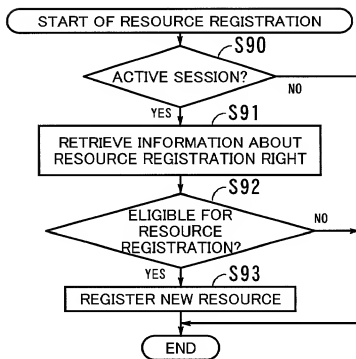 START OF RESOURCE REGISTRATION
S90
ACTIVE SESSION?
NO
YES
S91
RETRIEVE INFORMATION ABOUT
RESOURCE REGISTRATION RIGHT
S92
ELIGIBLE FOR
RESOURCE
REGISTRATION?
NO
YES
S93
REGISTER NEW RESOURCE
END